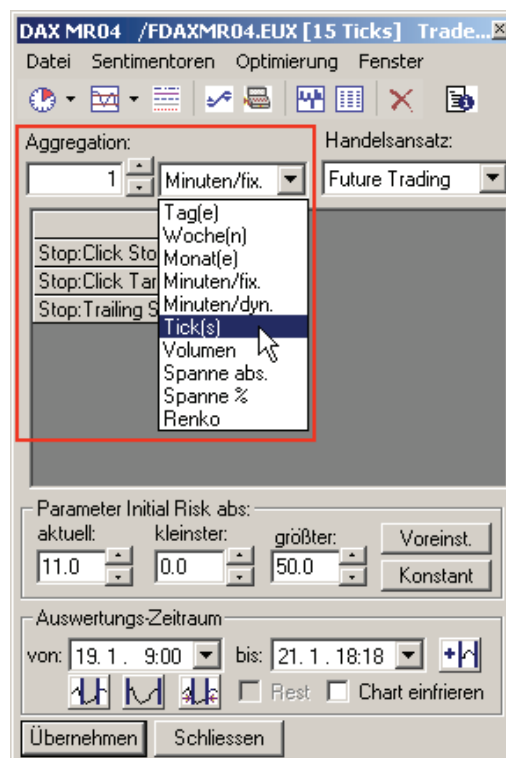 DAX MR04 /FDAXMR04.EUX [15 Ticks] Trade...
Datei Sentimentoren Optimierung Fenster
Aggregation:
Handelsansatz:
1
Minuten/fix.
Future Trading
Tag(e)
Woche(n)
Monat(e)
Minuten/fix.
Minuten/dyn.
Tick(s)
Volumen
Spanne abs.
Spanne %
Renko
Stop:Click Sto
Stop:Click Tar
Stop:Trailing S
Parameter Initial Risk abs:
aktuell: kleinster: größter:
11.0 0.0 50.0
Voreinst.
Konstant
Auswertungs-Zeitraum
von: 19. 1. 9:00 bis: 21. 1. 18:18
Rest Chart einfrieren
Übernehmen Schliessen